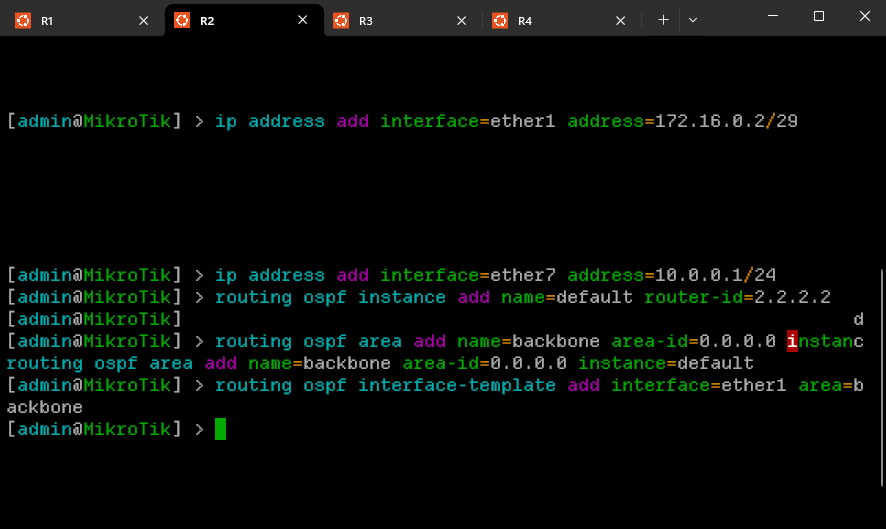 R1 R2 R3 R4
[admin@MikroTik] > ip address add interface=ether1 address=172.16.0.2/29
[admin@MikroTik] > ip address add interface=ether7 address=10.0.0.1/24
[admin@MikroTik] > routing ospf instance add name=default router-id=2.2.2.2
[admin@MikroTik] d
[admin@MikroTik] > routing ospf area add name=backbone area-id=0.0.0.0 instanc
routing ospf area add name=backbone area-id=0.0.0.0 instance=default
[admin@MikroTik] > routing ospf interface-template add interface=ether1 area=b
ackbone
[admin@MikroTik] >